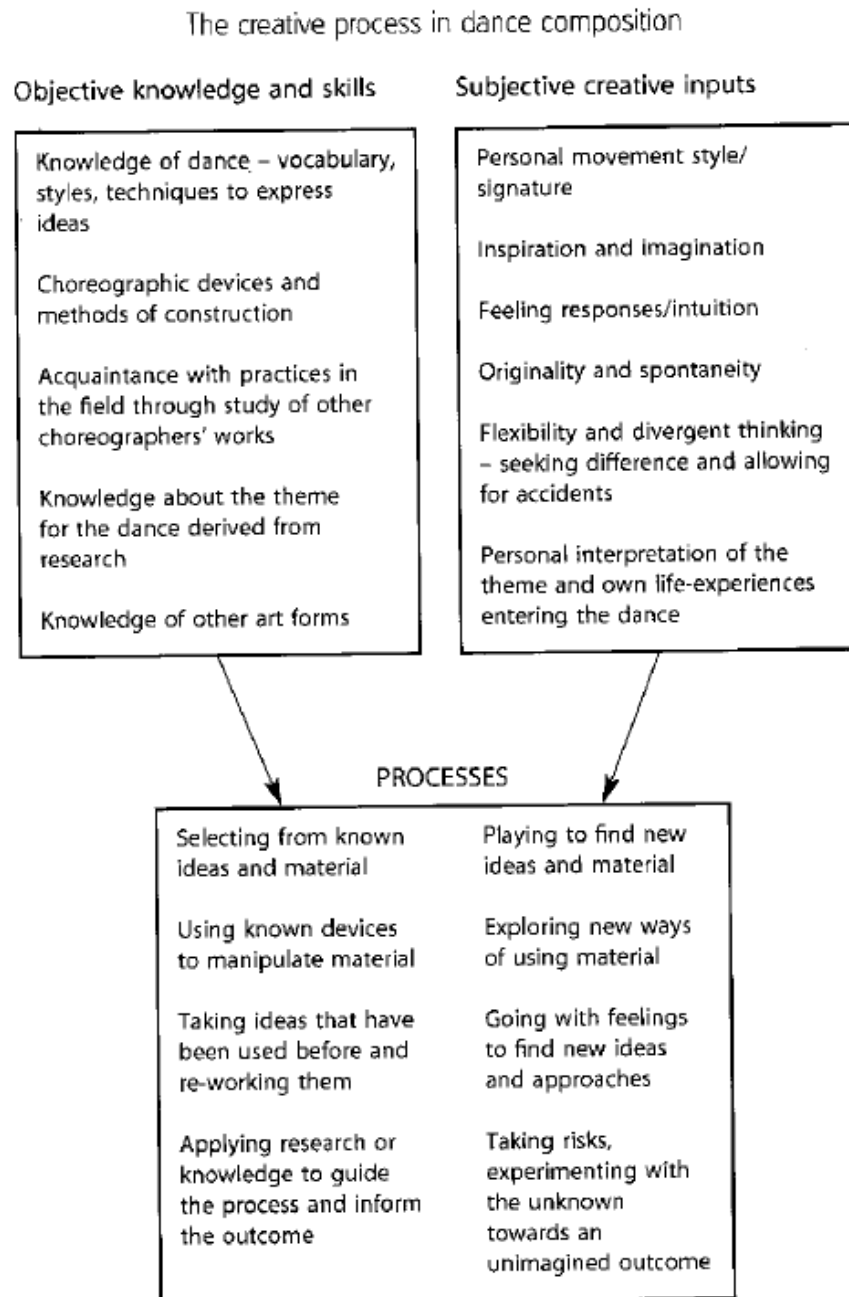 The creative process in dance composition
Objective knowledge and skills
Knowledge of dance – vocabulary,
styles, techniques to express
ideas
Choreographic devices and
methods of construction
Acquaintance with practices in
the field through study of other
choreographers' works
Knowledge about the theme
for the dance derived from
research
Knowledge of other art forms
Subjective creative inputs
Personal movement style/
signature
Inspiration and imagination
Feeling responses/intuition
Originality and spontaneity
Flexibility and divergent thinking
– seeking difference and allowing
for accidents
Personal interpretation of the
theme and own life-experiences
entering the dance
PROCESSES
Selecting from known
ideas and material
Using known devices
to manipulate material
Taking ideas that have
been used before and
re-working them
Applying research or
knowledge to guide
the process and inform
the outcome
Playing to find new
ideas and material
Exploring new ways
of using material
Going with feelings
to find new ideas
and approaches
Taking risks,
experimenting with
the unknown
towards an
unimagined outcome